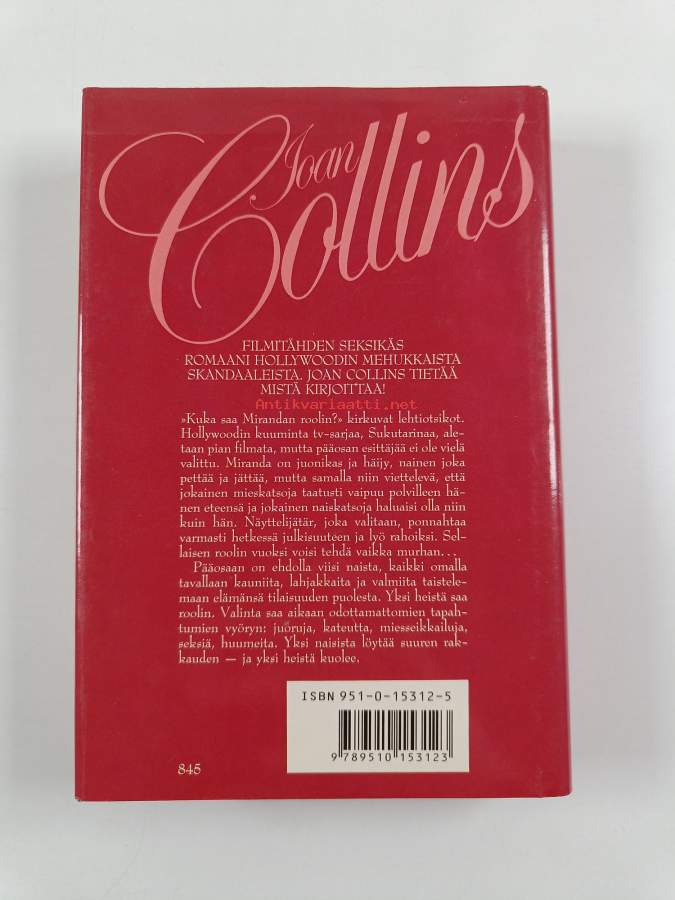 Joan
Collins
FILMITÄHDEN SEKSIKÄS
ROMAANI HOLLYWOODIN MEHUKKAISTA
SKANDAALEISTA. JOAN COLLINS TIETÄÄ
MISTÄ KIRJOITTAA!
Antikvariaatti.net
»Kuka saa Mirandan roolin?» kirkuvat lehtiotsikot.
Hollywoodin kuuminta tv-sarjaa, Sukutarinaa, ale-
taan pian filmata, mutta pääosan esittäjää ei ole vielä
valittu. Miranda on juonikas ja häijy, nainen joka
pettää ja jättää, mutta samalla niin viettelevä, että
jokainen mieskatsoja taatusti vaipuu polvilleen hä-
nen eteensä ja jokainen naiskatsoja haluaisi olla niin
kuin hän. Näyttelijätär, joka valitaan, ponnahtaa
varmasti hetkessä julkisuuteen ja lyö rahoiksi. Sel-
laisen roolin vuoksi voisi tehdä vaikka murhan...
Pääosaan on ehdolla viisi naista, kaikki omalla
tavallaan kauniita, lahjakkaita ja valmiita taistele-
maan elämänsä tilaisuuden puolesta. Yksi heistä saa
roolin. Valinta saa aikaan odottamattomien tapah-
tumien vyöryn: juoruja, kateutta, miesseikkailuja,
seksiä, huumeita. Yksi naisista löytää suuren rak-
kauden — ja yksi heistä kuolee.
ISBN 951-0-15312-5
9 789510 153123
845